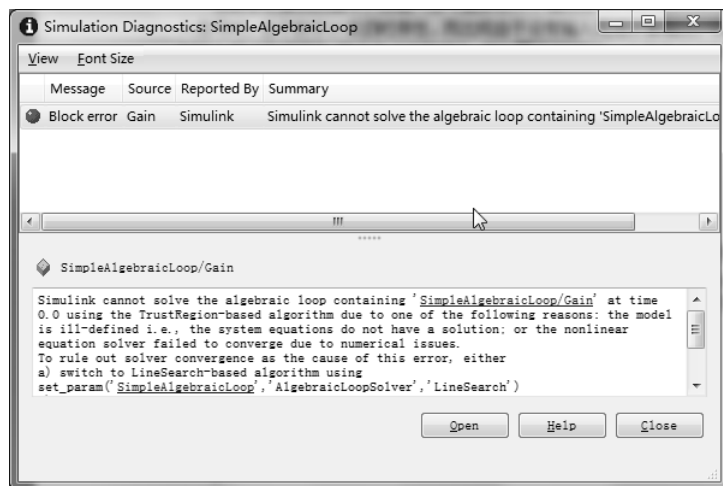 Simulation Diagnostics: SimpleAlgebraicLoop
View Font Size
Message Source Reported By Summary
Block error Gain Simulink Simulink cannot solve the algebraic loop containing 'SimpleAlgebraicLo
SimpleAlgebraicLoop/Gain
Simulink cannot solve the algebraic loop containing 'SimpleAlgebraicLoop/Gain' at time
0.0 using the TrustRegion-based algorithm due to one of the following reasons: the model
is ill-defined i.e., the system equations do not have a solution; or the nonlinear
equation solver failed to converge due to numerical issues.
To rule out solver convergence as the cause of this error, either
a) switch to LineSearch-based algorithm using
set_param('SimpleAlgebraicLoop','AlgebraicLoopSolver','LineSearch')
Open Help Close